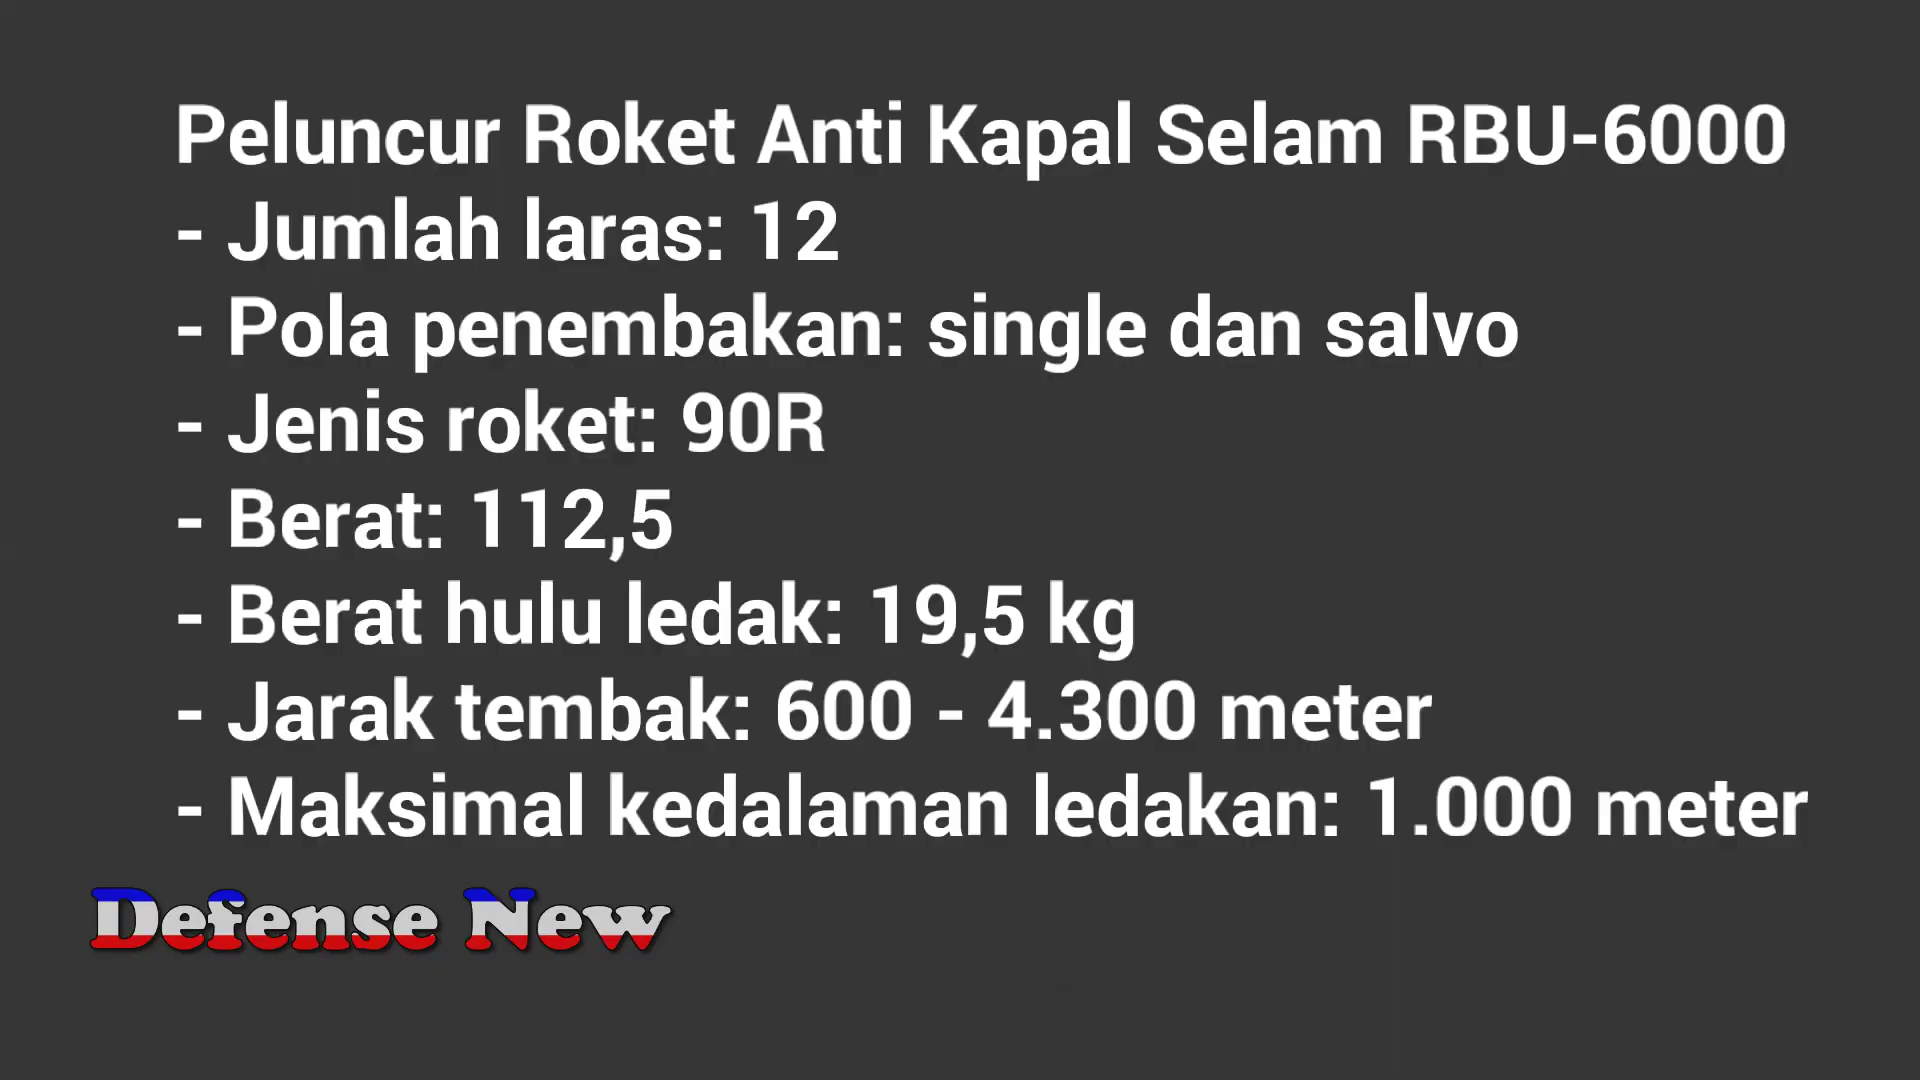 Peluncur Roket Anti Kapal Selam RBU-6000
- Jumlah laras: 12
- Pola penembakan: single dan salvo
- Jenis roket: 90R
- Berat: 112,5
- Berat hulu ledak: 19,5 kg
- Jarak tembak: 600 - 4.300 meter
- Maksimal kedalaman ledakan: 1.000 meter
Defense New